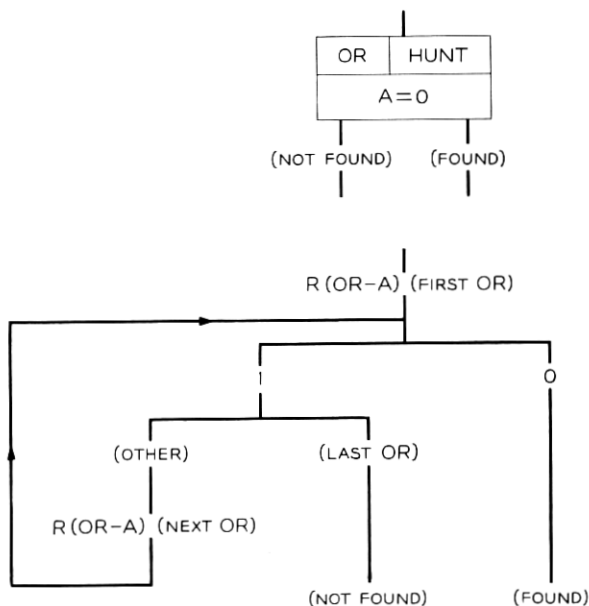 OR HUNT
A=0
(NOT FOUND) (FOUND)
R(OR-A) (FIRST OR)
1 0
(OTHER) (LAST OR)
R(OR-A) (NEXT OR)
(NOT FOUND) (FOUND)